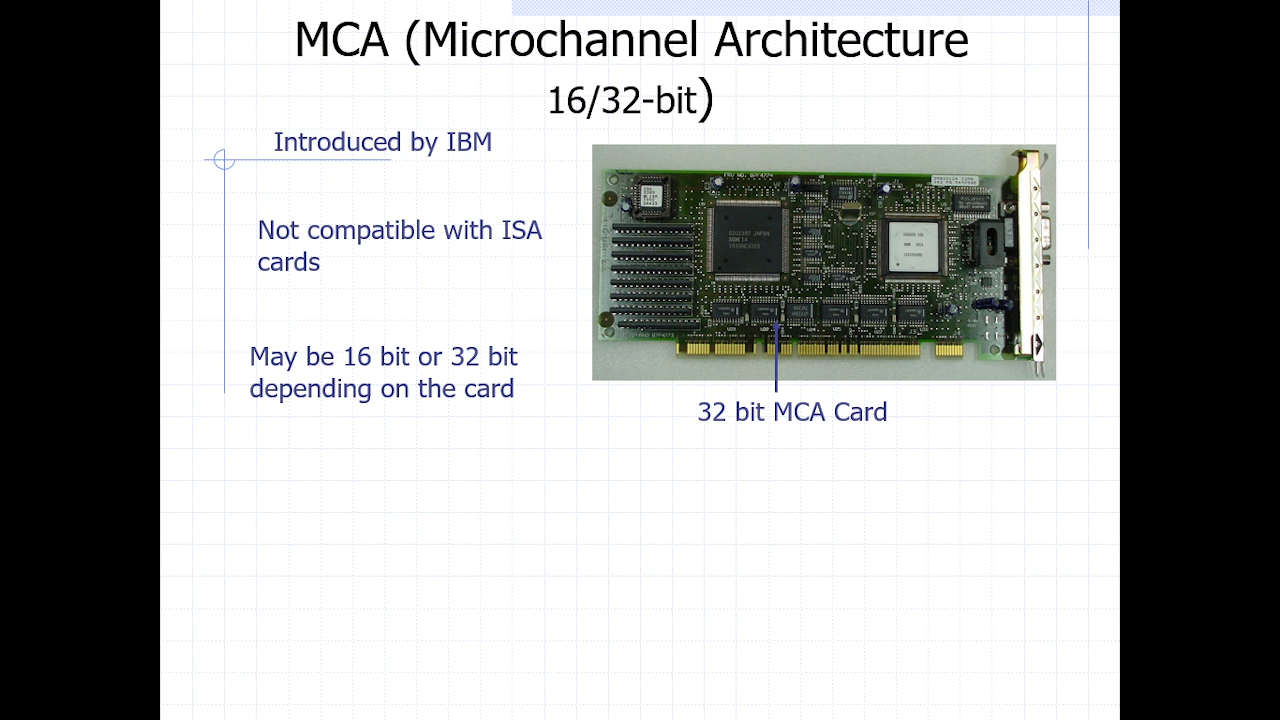 MCA (Microchannel Architecture
16/32-bit)
Introduced by IBM
Not compatible with ISA
cards
May be 16 bit or 32 bit
depending on the card
32 bit MCA Card